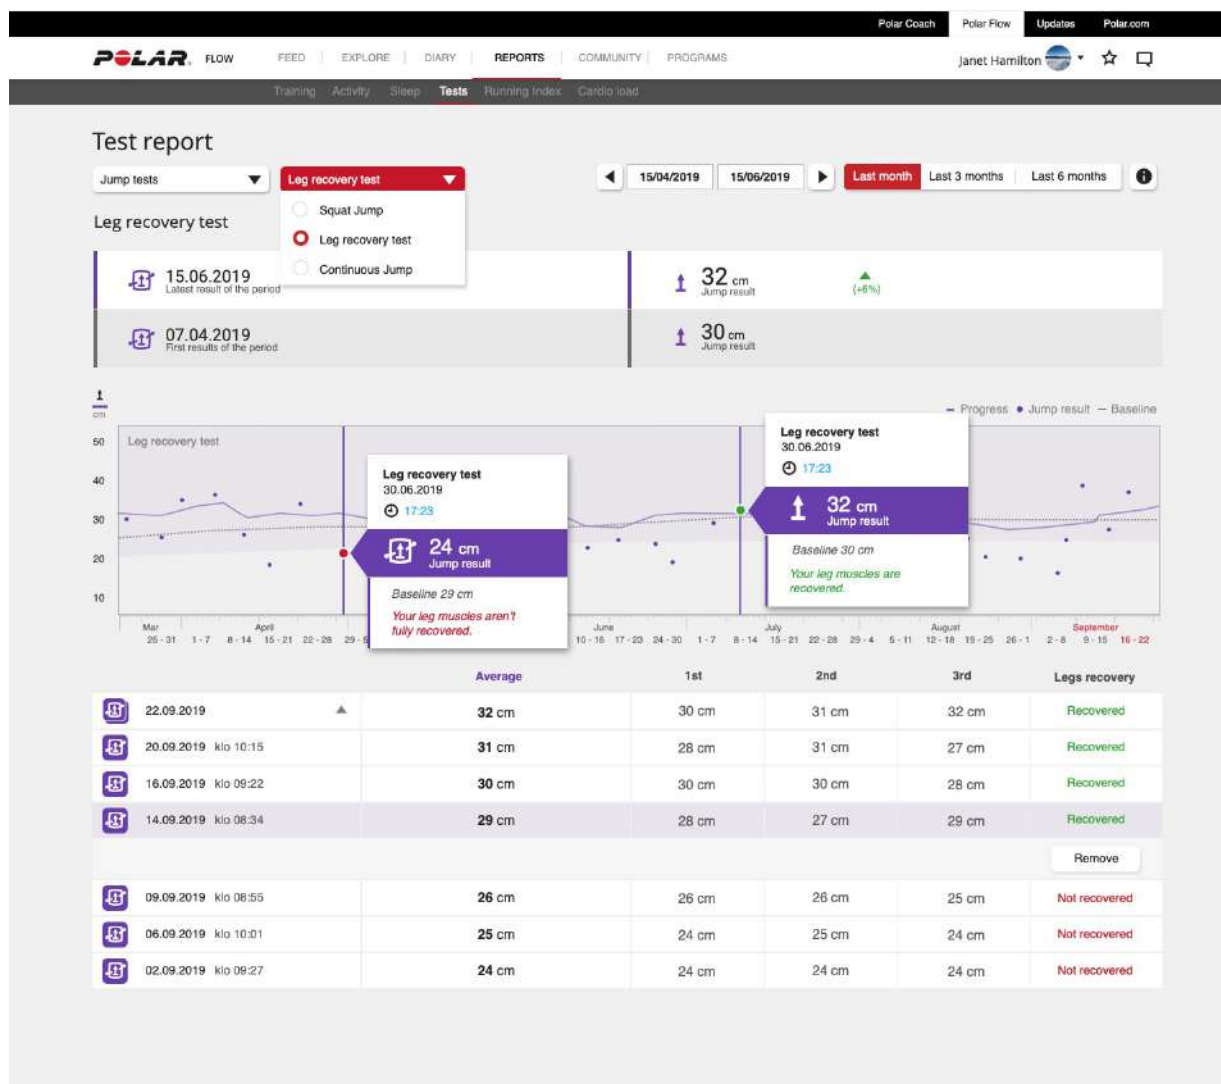 Polar Coach Polar Flow Updates Polar.com
POLAR. FLOW FEED EXPLORE DIARY REPORTS COMMUNITY PROGRAMS Janet Hamilton
Training Activity Sleep Tests Running Index Cardio load
Test report
Jump tests Leg recovery test 15/04/2019 15/06/2019 Last month Last 3 months Last 6 months
Squat Jump
Leg recovery test
Leg recovery test
Continuous Jump
15.06.2019 32 cm
Latest result of the period Jump result (+6%)
07.04.2019 30 cm
First results of the period Jump result
cm
Progress Jump result Baseline
Leg recovery test
50
40
30
20
10
Leg recovery test
30.06.2019
17:23
24 cm
Jump result
Baseline 29 cm
Your leg muscles aren't
fully recovered.
Leg recovery test
30.06.2019
17:23
32 cm
Jump result
Baseline 30 cm
Your leg muscles are
recovered.
Mar April June July August September
25 - 31 1 - 7 8 - 14 15 - 21 22 - 28 29 - 5 10 - 16 17 - 23 24 - 30 1 - 7 8 - 14 15 - 21 22 - 28 29 - 4 5 - 11 12 - 18 19 - 25 26 - 1 2 - 8 9 - 15 16 - 22
Average 1st 2nd 3rd Legs recovery
22.09.2019 32 cm 30 cm 31 cm 32 cm Recovered
20.09.2019 klo 10:15 31 cm 28 cm 31 cm 27 cm Recovered
16.09.2019 klo 09:22 30 cm 30 cm 30 cm 28 cm Recovered
14.09.2019 klo 08:34 29 cm 28 cm 27 cm 29 cm Recovered
Remove
09.09.2019 klo 08:55 26 cm 26 cm 26 cm 25 cm Not recovered
06.09.2019 klo 10:01 25 cm 24 cm 25 cm 24 cm Not recovered
02.09.2019 klo 09:27 24 cm 24 cm 24 cm 24 cm Not recovered